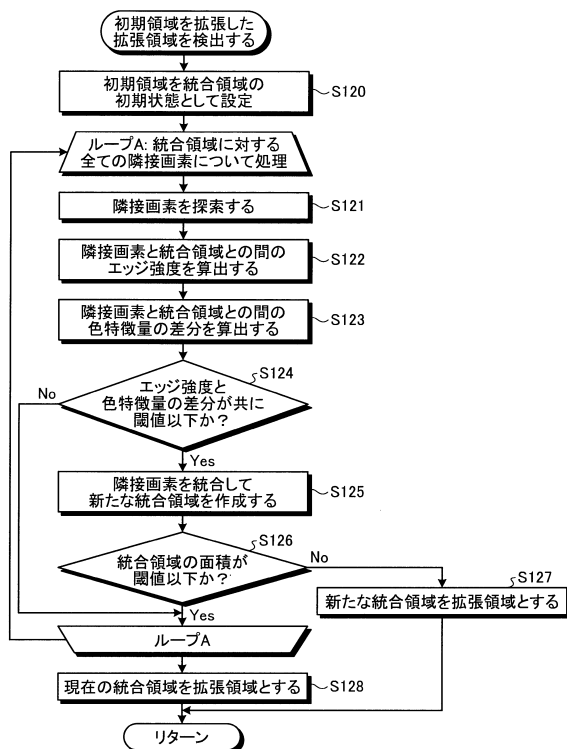 初期領域を拡張した
拡張領域を検出する
初期領域を統合領域の
初期状態として設定
S120
ループA: 統合領域に対する
全ての隣接画素について処理
隣接画素を探索する
S121
隣接画素と統合領域との間の
エッジ強度を算出する
S122
隣接画素と統合領域との間の
色特徴量の差分を算出する
S123
S124
No
エッジ強度と
色特徴量の差分が共に
閾値以下か？
Yes
隣接画素を統合して
新たな統合領域を作成する
S125
S126
統合領域の面積が
閾値以下か？
No
S127
新たな統合領域を拡張領域とする
Yes
ループA
現在の統合領域を拡張領域とする
S128
リターン